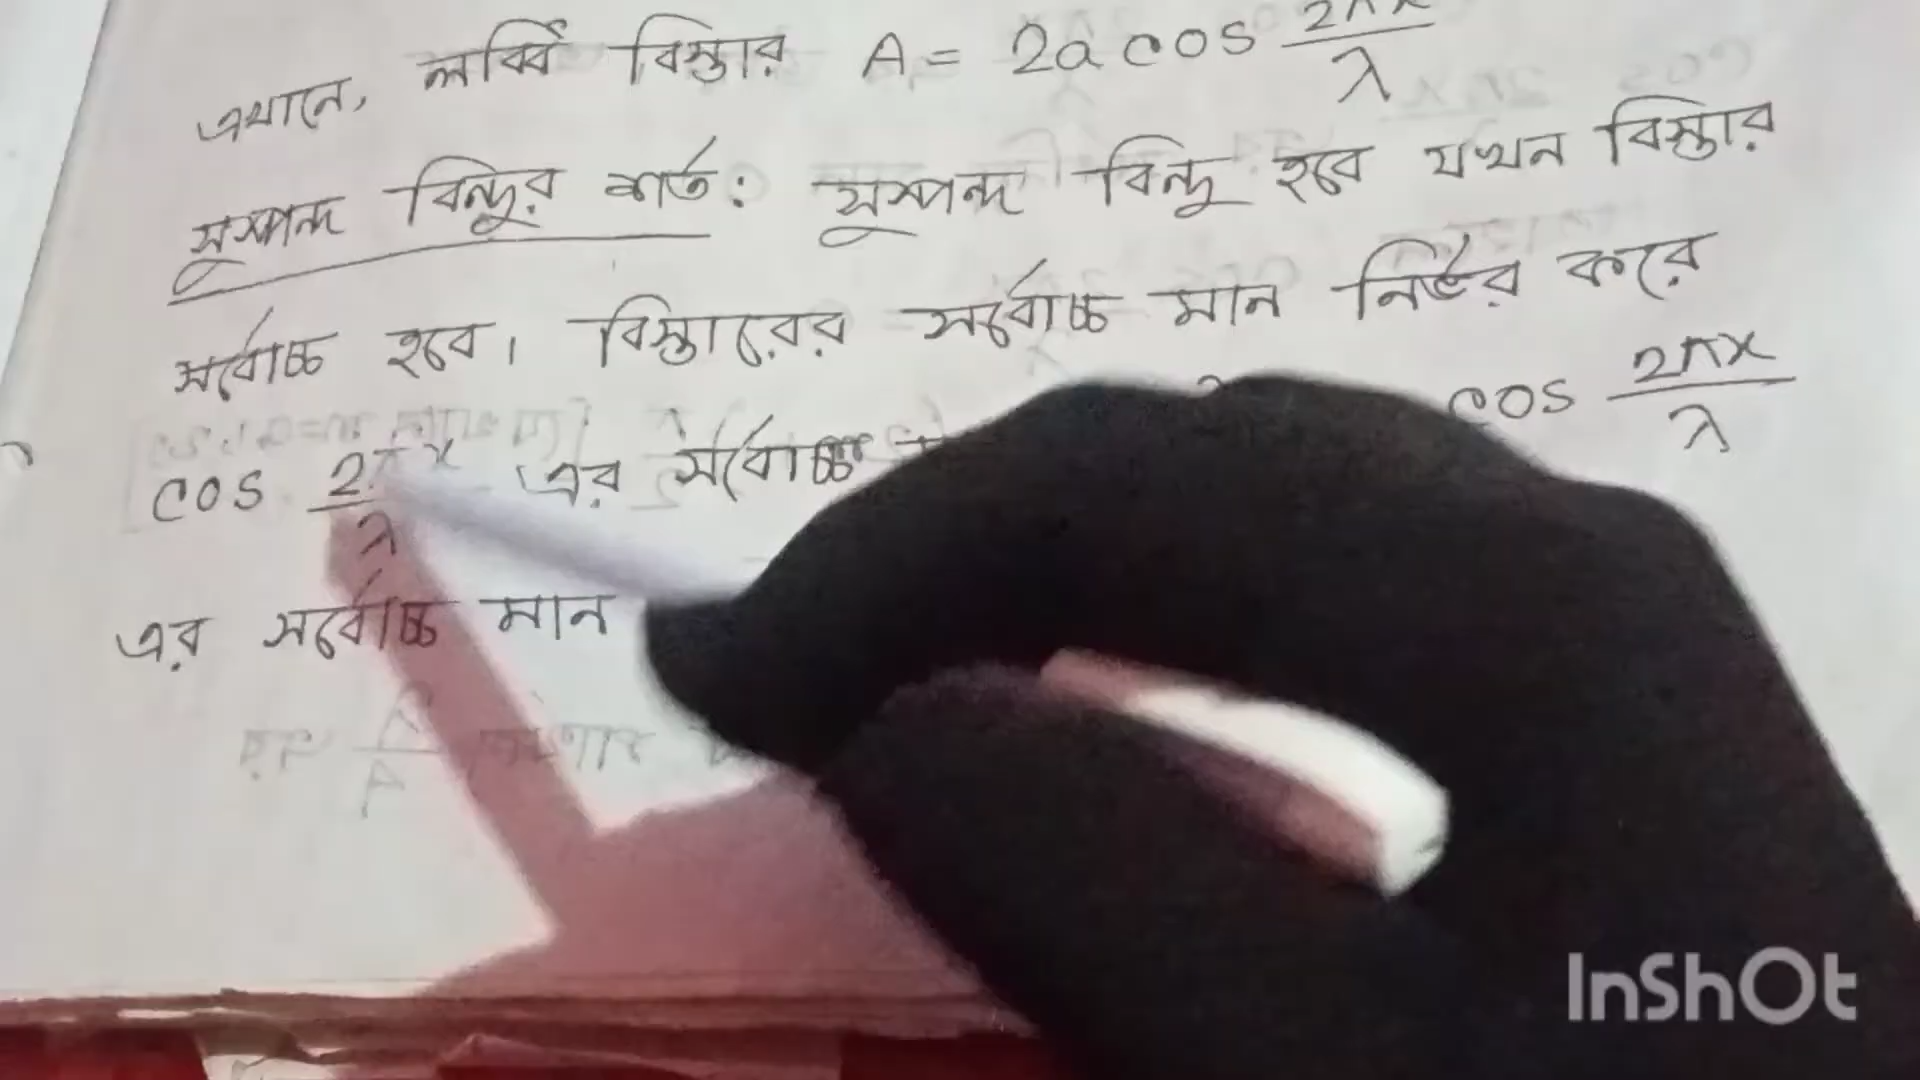 এখানে, লব্ধি বিস্তার A = 2a cos 2πx/λ
সুস্পন্দ বিন্দুর শর্ত: সুস্পন্দ বিন্দু হবে যখন বিস্তার
সর্বোচ্চ হবে। বিস্তারের সর্বোচ্চ মান নির্ভর করে
cos 2πx/λ এর সর্বোচ্চ cos 2πx/λ
এর সর্বোচ্চ মান
InShOt